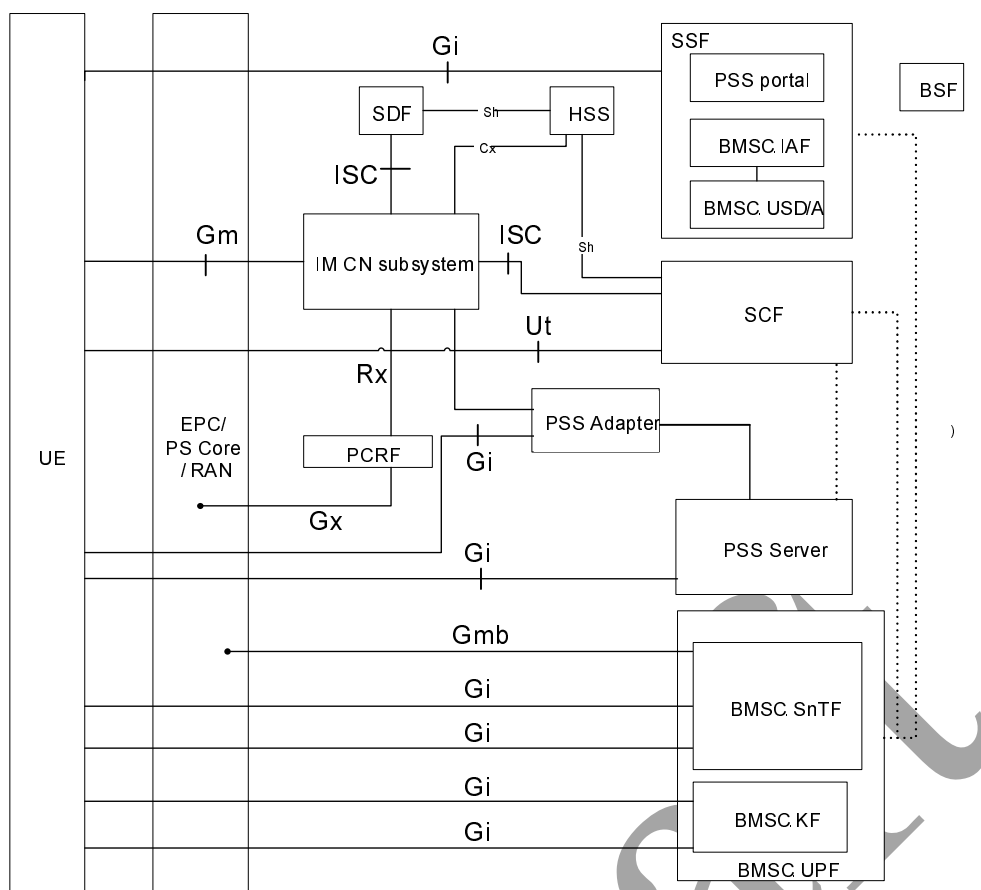 Gi
SSF
PSS portal
BSF
SDF
Sh
HSS
BMSC.IAF
Cx
ISC
BMSC.USD/A
Gm
ISC
Sh
IM CN subsystem
SCF
Ut
Rx
EPC/
PS Core
/ RAN
PSS Adapter
)
UE
PCRF
Gi
Gx
PSS Server
Gi
Gmb
Gi
BMSC.SnTF
Gi
Gi
BMSC.KF
Gi
BMSC.UPF